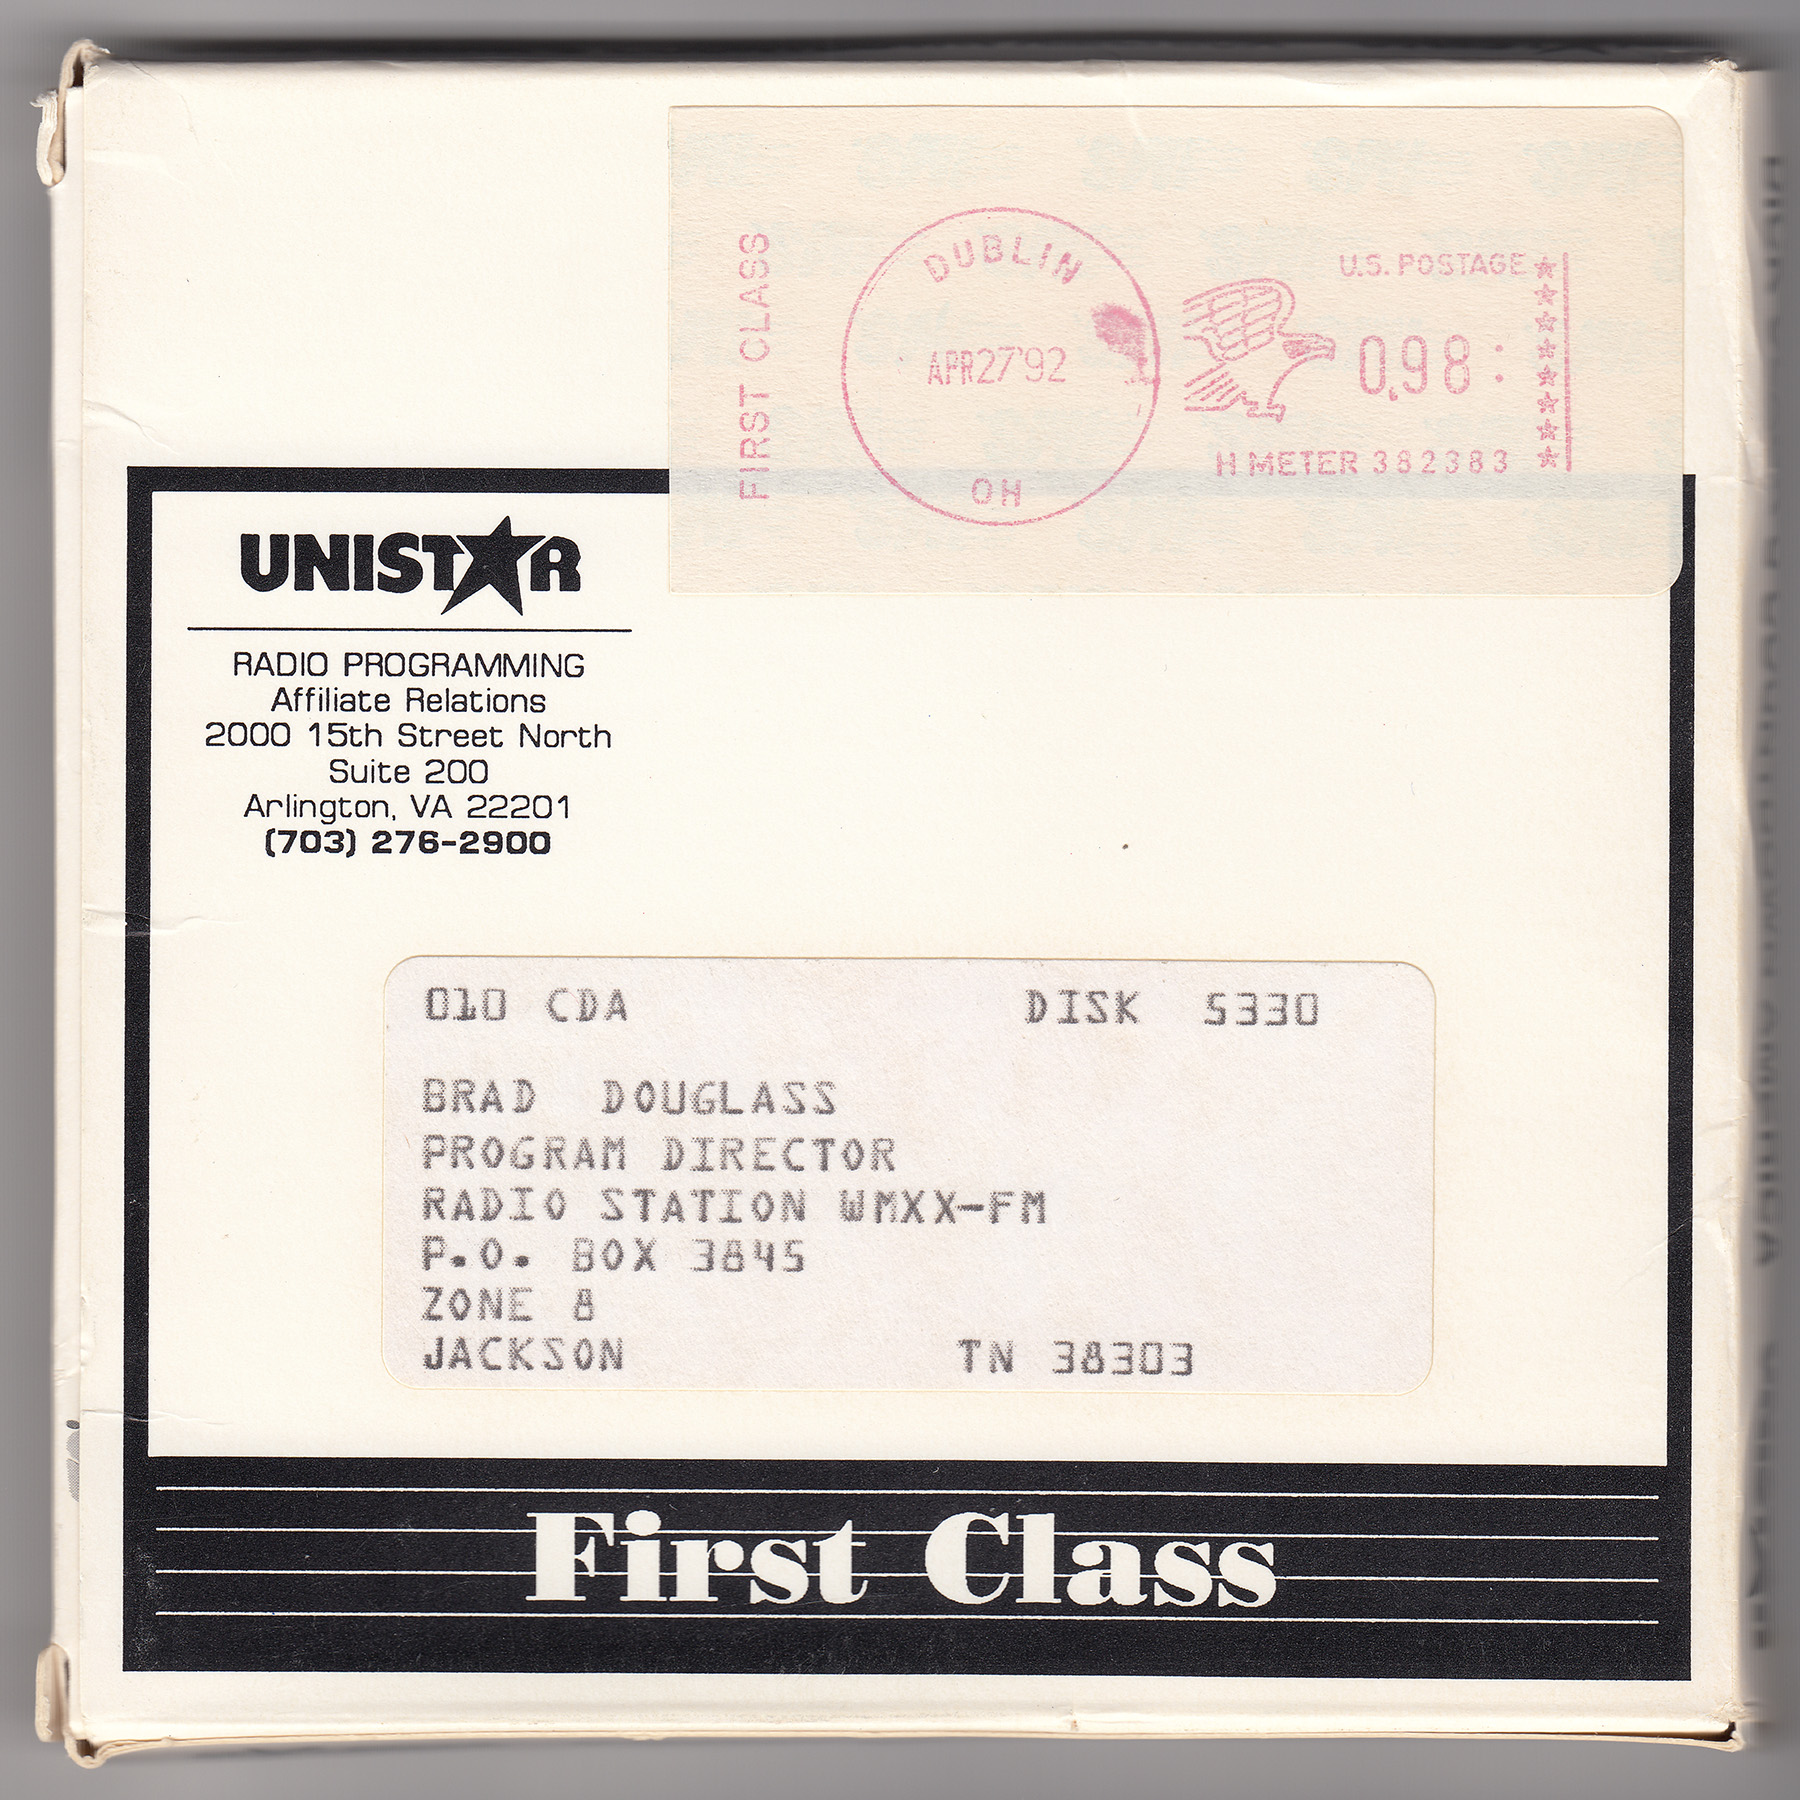 FIRST CLASS
DUBLIN
APR27'92
OH
U.S. POSTAGE
0.98
H METER 382383
UNISTAR
RADIO PROGRAMMING
Affiliate Relations
2000 15th Street North
Suite 200
Arlington, VA 22201
(703) 276-2900
010 CDA DISK 5330
BRAD DOUGLASS
PROGRAM DIRECTOR
RADIO STATION WMXX-FM
P.O. BOX 3845
ZONE 8
JACKSON TN 38303
First Class